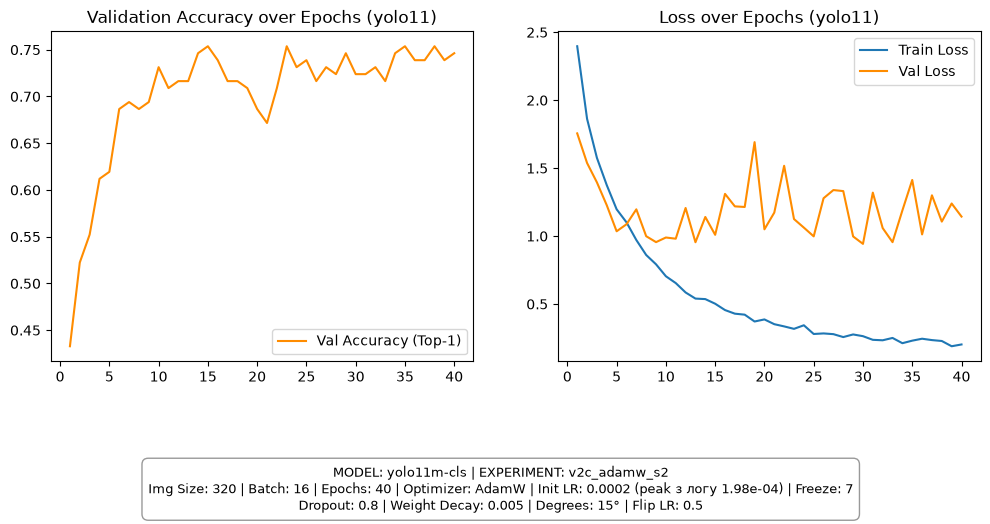 Validation Accuracy over Epochs (yolo11)
0.75
0.70
0.65
0.60
0.55
0.50
0.45
0 5 10 15 20 25 30 35 40
Val Accuracy (Top-1)
Loss over Epochs (yolo11)
2.5
2.0
1.5
1.0
0.5
0 5 10 15 20 25 30 35 40
Train Loss
Val Loss
MODEL: yolo11m-cls | EXPERIMENT: v2c_adamw_s2
Img Size: 320 | Batch: 16 | Epochs: 40 | Optimizer: AdamW | Init LR: 0.0002 (peak з логу 1.98e-04) | Freeze: 7
Dropout: 0.8 | Weight Decay: 0.005 | Degrees: 15° | Flip LR: 0.5